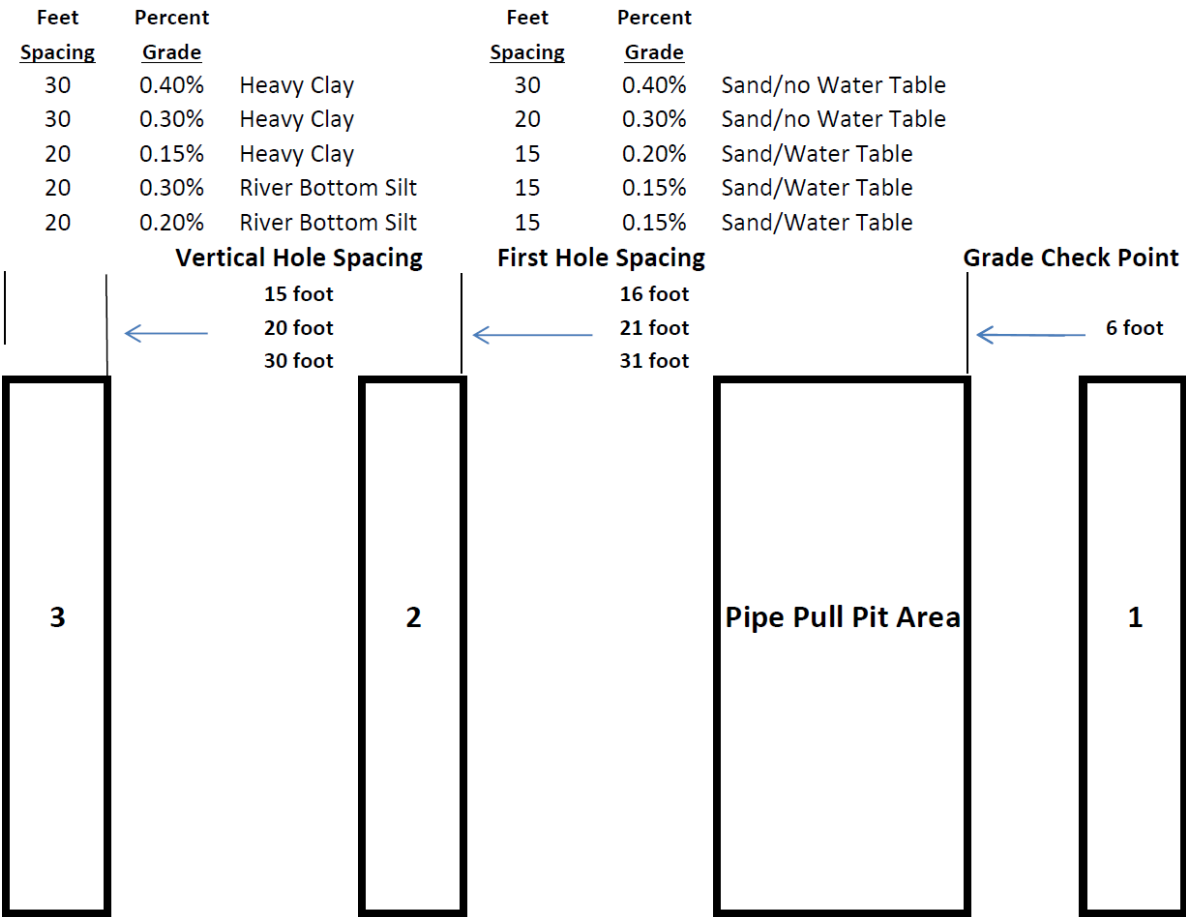 Feet Percent Feet Percent
Spacing Grade Spacing Grade
30 0.40% Heavy Clay 30 0.40% Sand/no Water Table
30 0.30% Heavy Clay 20 0.30% Sand/no Water Table
20 0.15% Heavy Clay 15 0.20% Sand/Water Table
20 0.30% River Bottom Silt 15 0.15% Sand/Water Table
20 0.20% River Bottom Silt 15 0.15% Sand/Water Table
Vertical Hole Spacing First Hole Spacing Grade Check Point
15 foot 16 foot
20 foot 21 foot 6 foot
30 foot 31 foot
3 2 Pipe Pull Pit Area 1